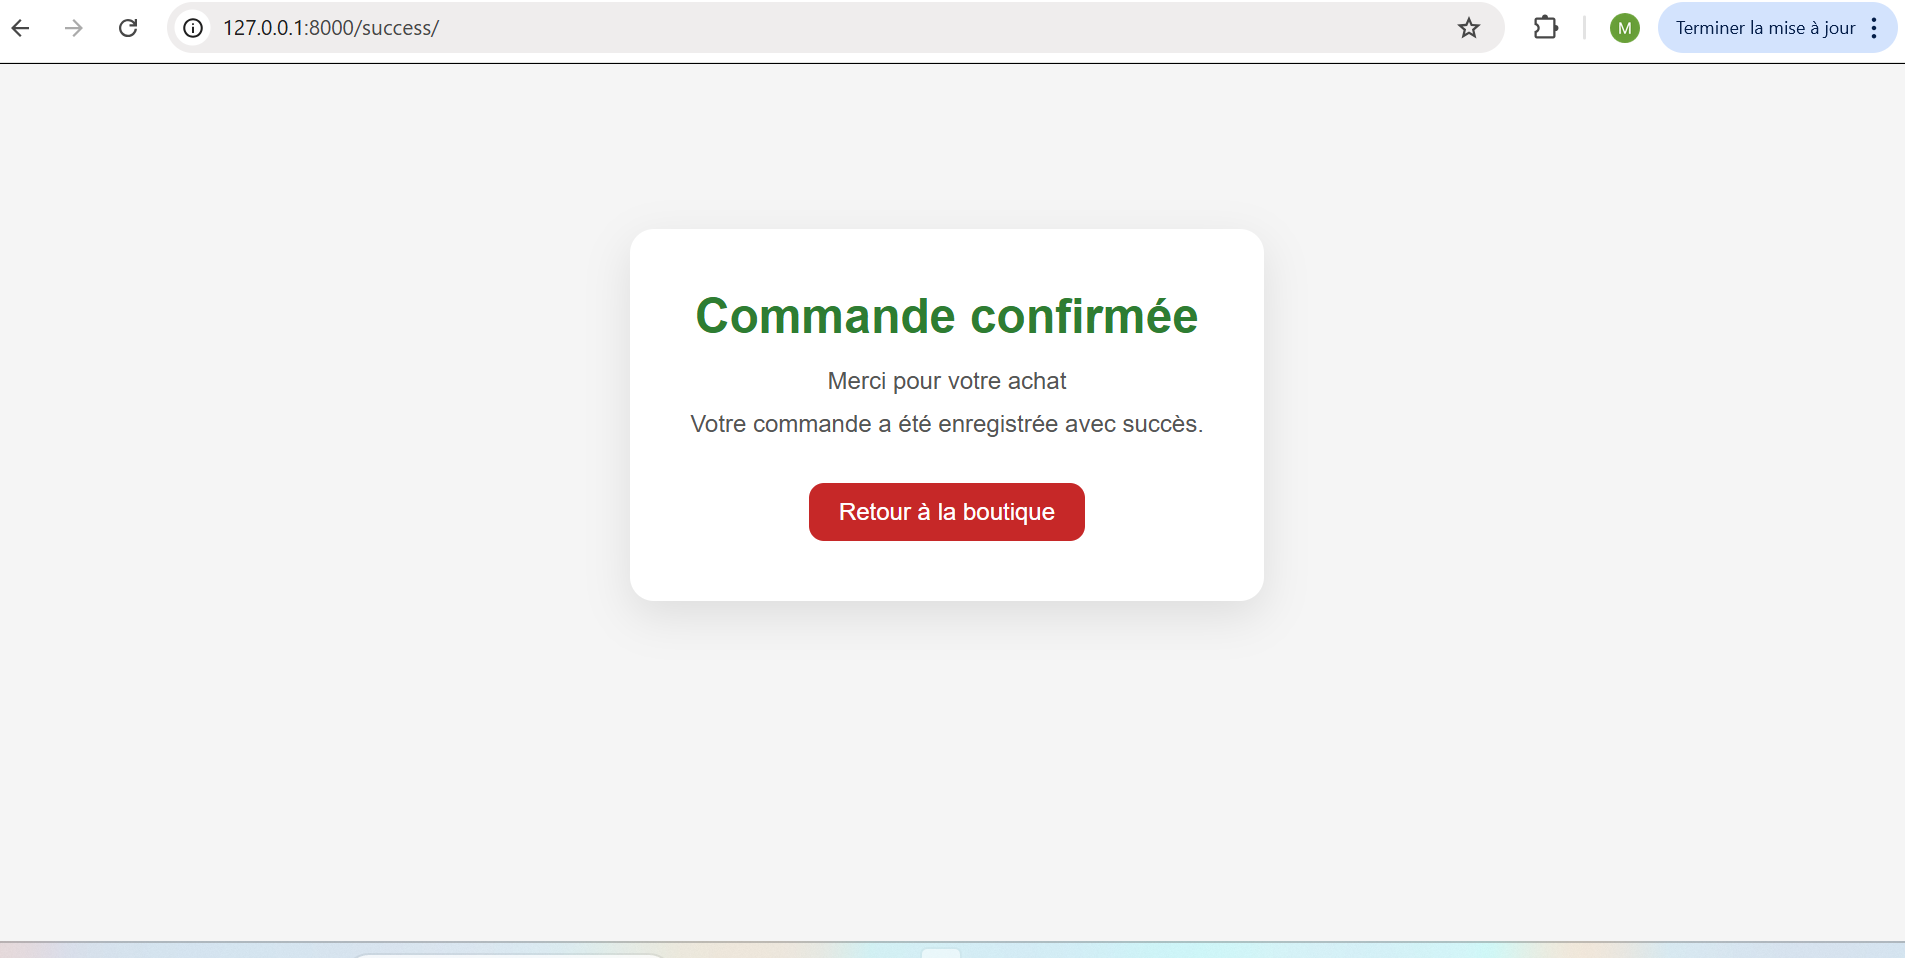 127.0.0.1:8000/success/
M
Terminer la mise à jour
Commande confirmée
Merci pour votre achat
Votre commande a été enregistrée avec succès.
Retour à la boutique